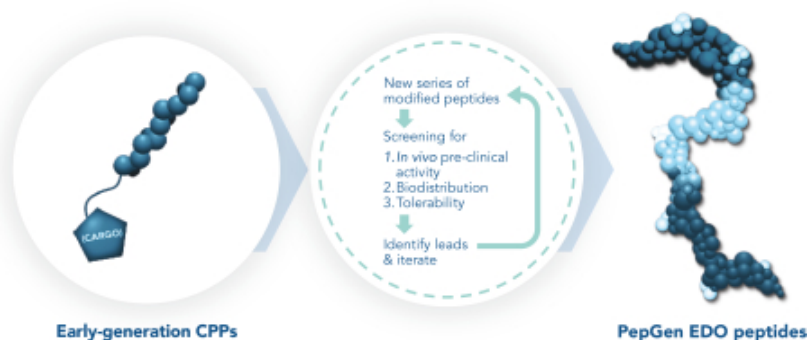 New series of
modified peptides
Screening for
1. In vivo pre-clinical
activity
2. Biodistribution
3. Tolerability
Identify leads
& iterate
(CARGO)
Early-generation CPPs
PepGen EDO peptides